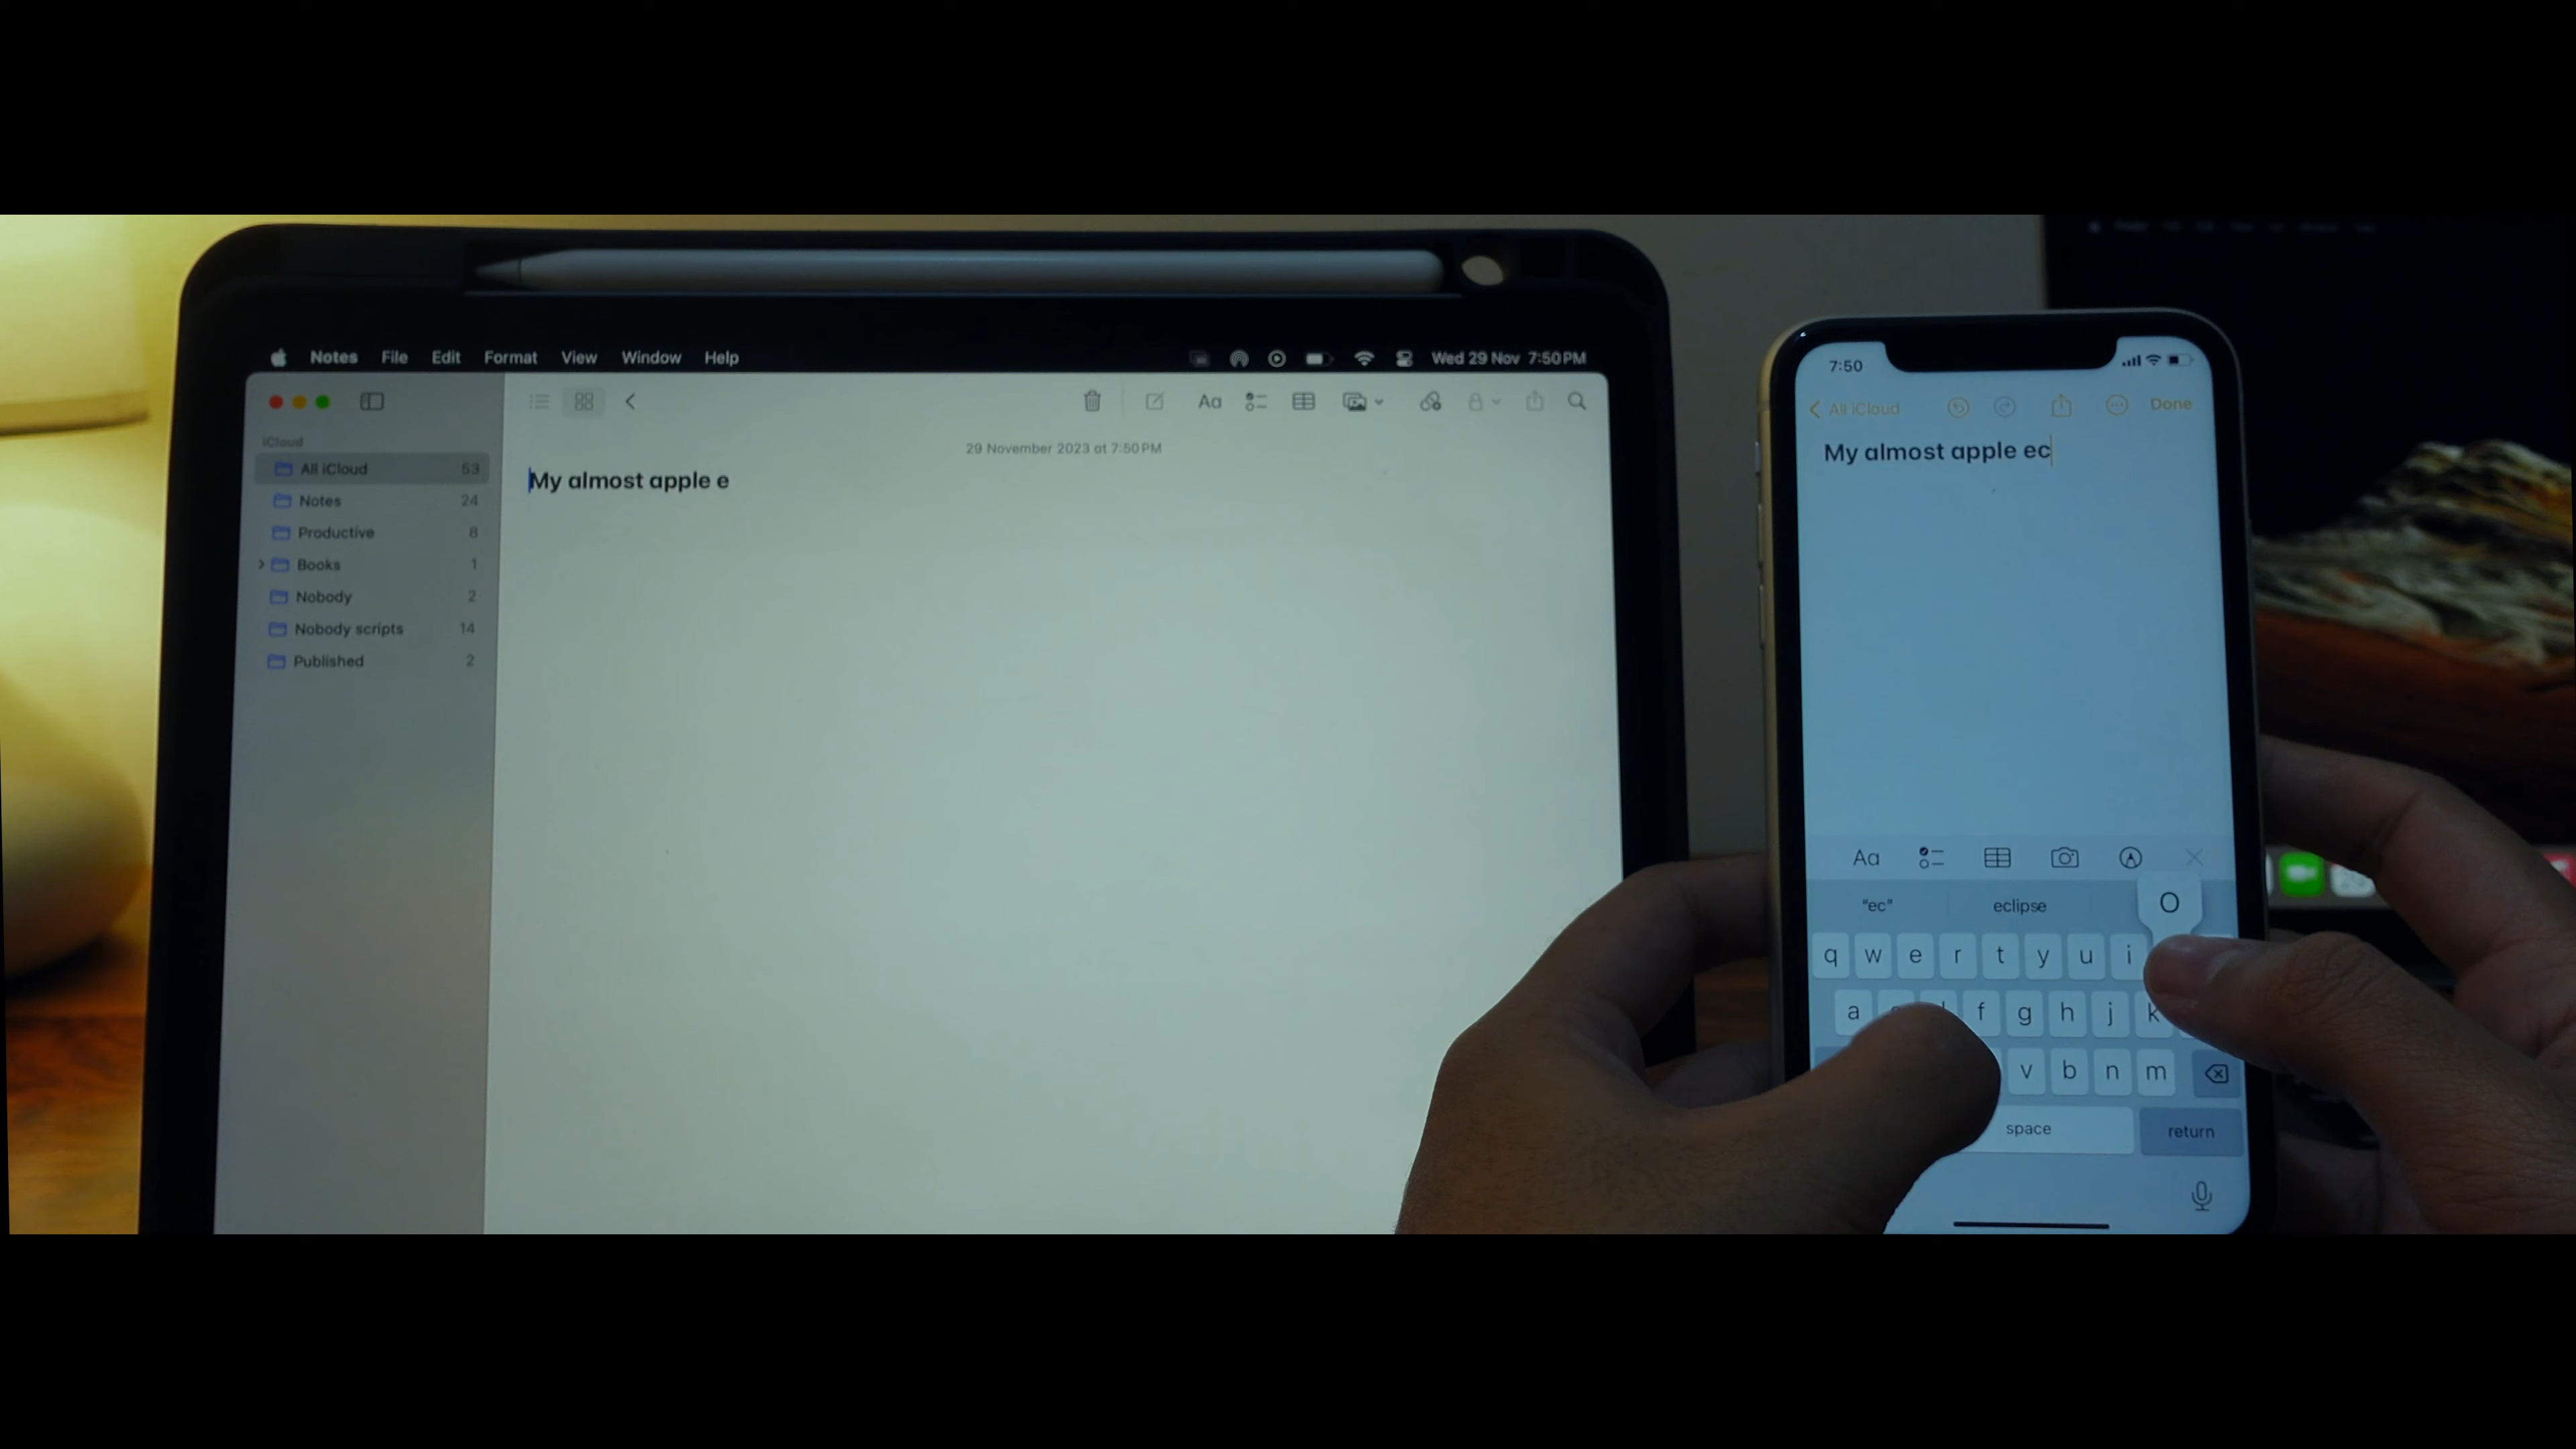 Notes File Edit Format View Window Help Wed 29 Nov 7:50 PM
iCloud
All iCloud 53
Notes 24
Productive 8
Books 1
Nobody 2
Nobody scripts 14
Published 2
Aa
29 November 2023 at 7:50 PM
My almost apple e
7:50
All iCloud Done
My almost apple ec
Aa
"ec" eclipse O
q w e r t y u i
a f g h j k
v b n m
space return